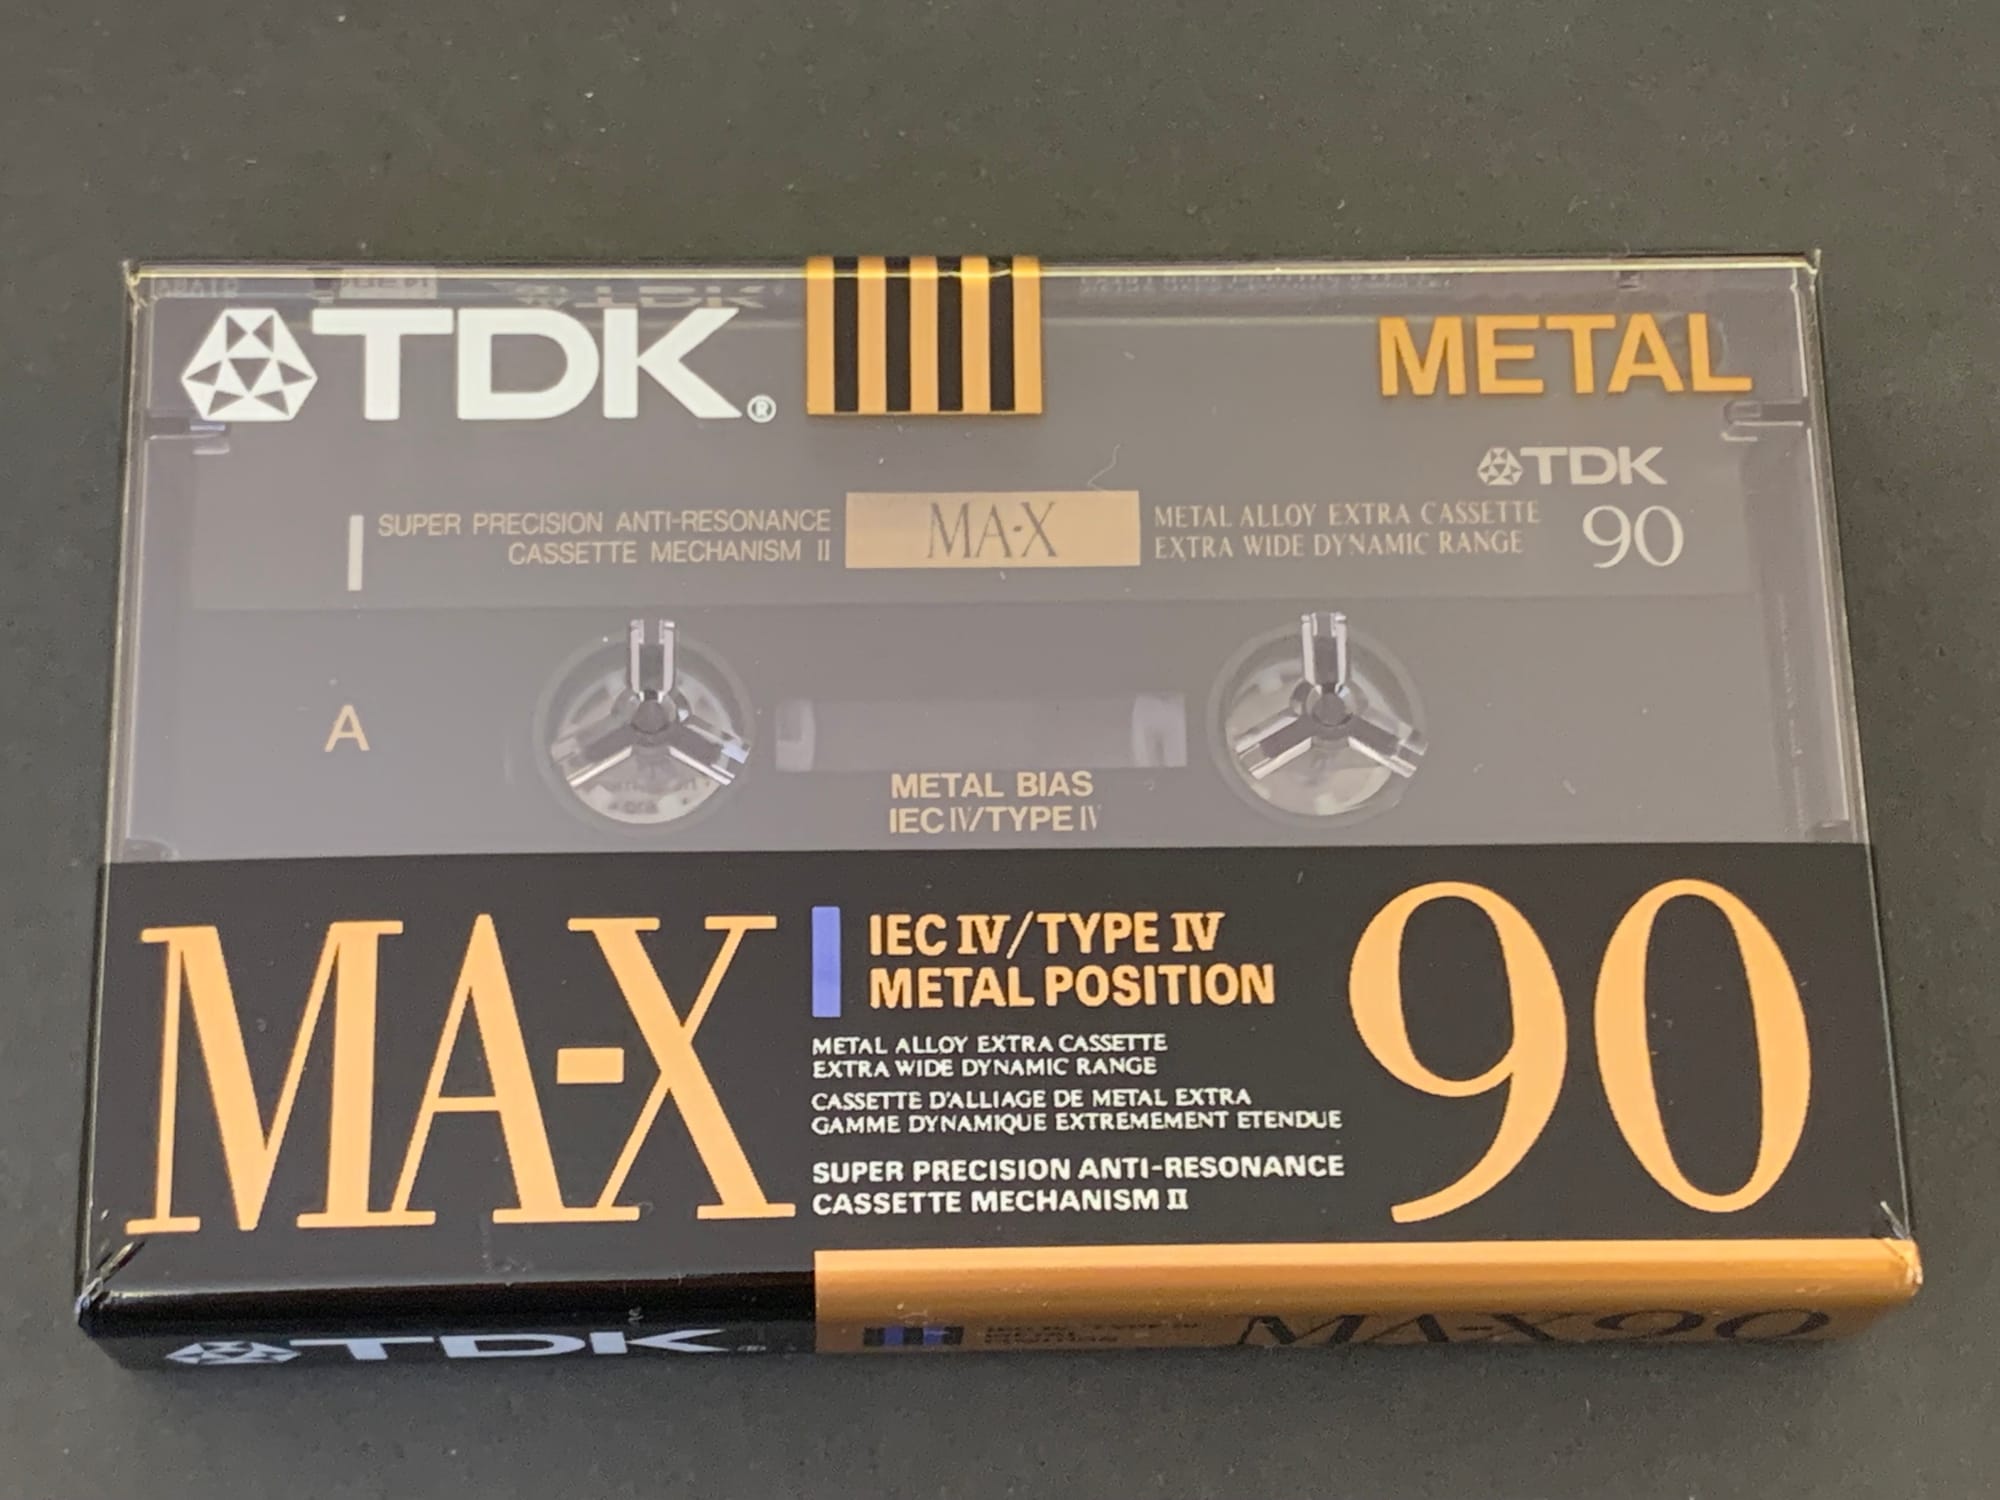 TDK®
METAL
TDK
SUPER PRECISION ANTI-RESONANCE
CASSETTE MECHANISM II
MA-X
METAL ALLOY EXTRA CASSETTE
EXTRA WIDE DYNAMIC RANGE
90
A
METAL BIAS
IEC IV/TYPE IV
MA-X
IEC IV/TYPE IV
METAL POSITION
METAL ALLOY EXTRA CASSETTE
EXTRA WIDE DYNAMIC RANGE
CASSETTE D'ALLIAGE DE METAL EXTRA
GAMME DYNAMIQUE EXTREMEMENT ETENDUE
SUPER PRECISION ANTI-RESONANCE
CASSETTE MECHANISM II
90
TDK®
MA-X 90